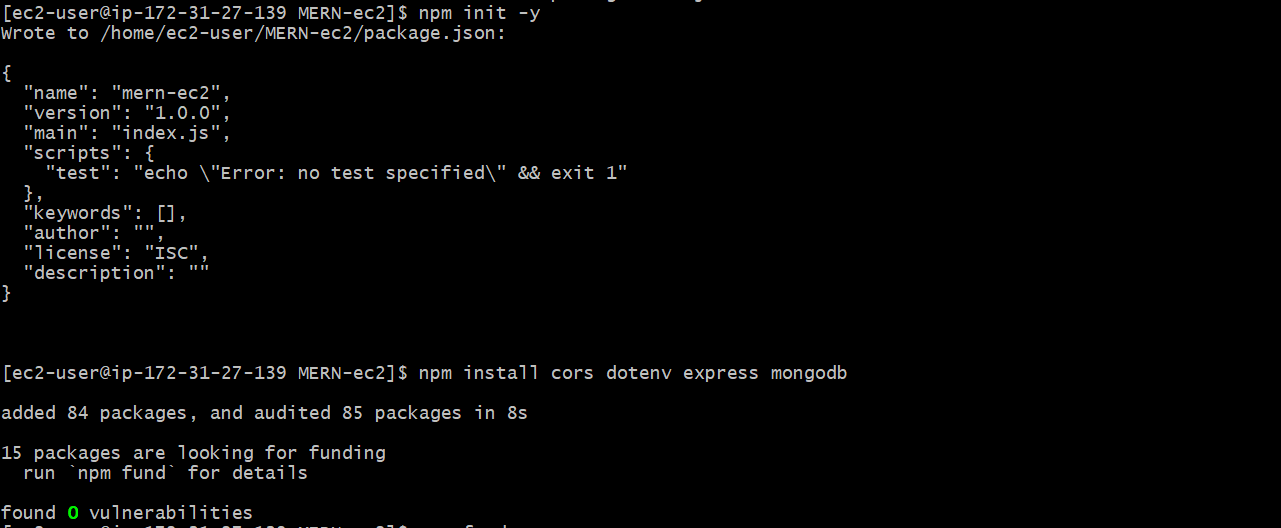 [ec2-user@ip-172-31-27-139 MERN-ec2]$ npm init -y
Wrote to /home/ec2-user/MERN-ec2/package.json:
{
  "name": "mern-ec2",
  "version": "1.0.0",
  "main": "index.js",
  "scripts": {
    "test": "echo \"Error: no test specified\" && exit 1"
  },
  "keywords": [],
  "author": "",
  "license": "ISC",
  "description": ""
}
[ec2-user@ip-172-31-27-139 MERN-ec2]$ npm install cors dotenv express mongodb
added 84 packages, and audited 85 packages in 8s
15 packages are looking for funding
  run `npm fund` for details
found 0 vulnerabilities